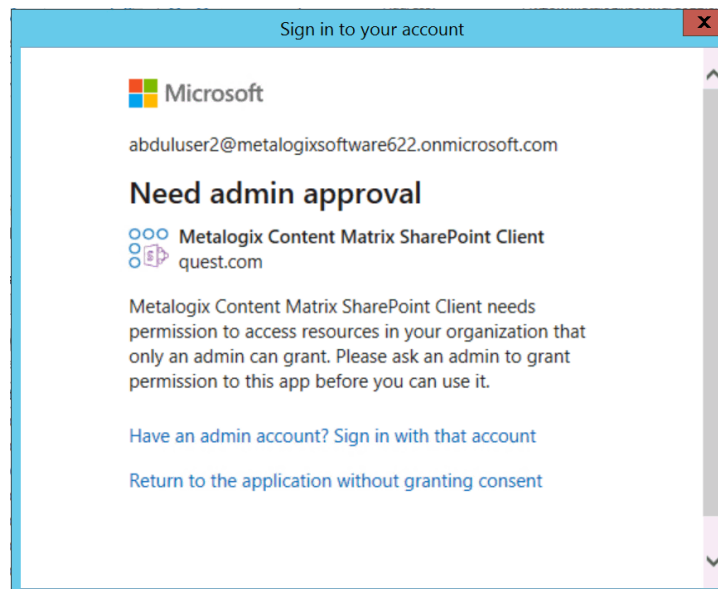 Sign in to your account
X
Microsoft
abduluser2@metalogixsoftware622.onmicrosoft.com
Need admin approval
Metalogix Content Matrix SharePoint Client
quest.com
Metalogix Content Matrix SharePoint Client needs
permission to access resources in your organization that
only an admin can grant. Please ask an admin to grant
permission to this app before you can use it.
Have an admin account? Sign in with that account
Return to the application without granting consent